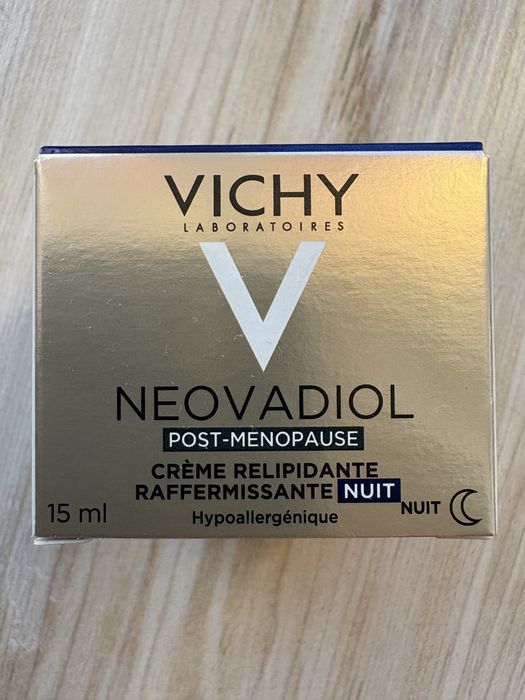 VICHY
LABORATOIRES
V
NEOVADIOL
POST-MENOPAUSE
CRÈME RELIPIDANTE
RAFFERMISSANTE NUIT
15 ml
Hypoallergénique
NUIT